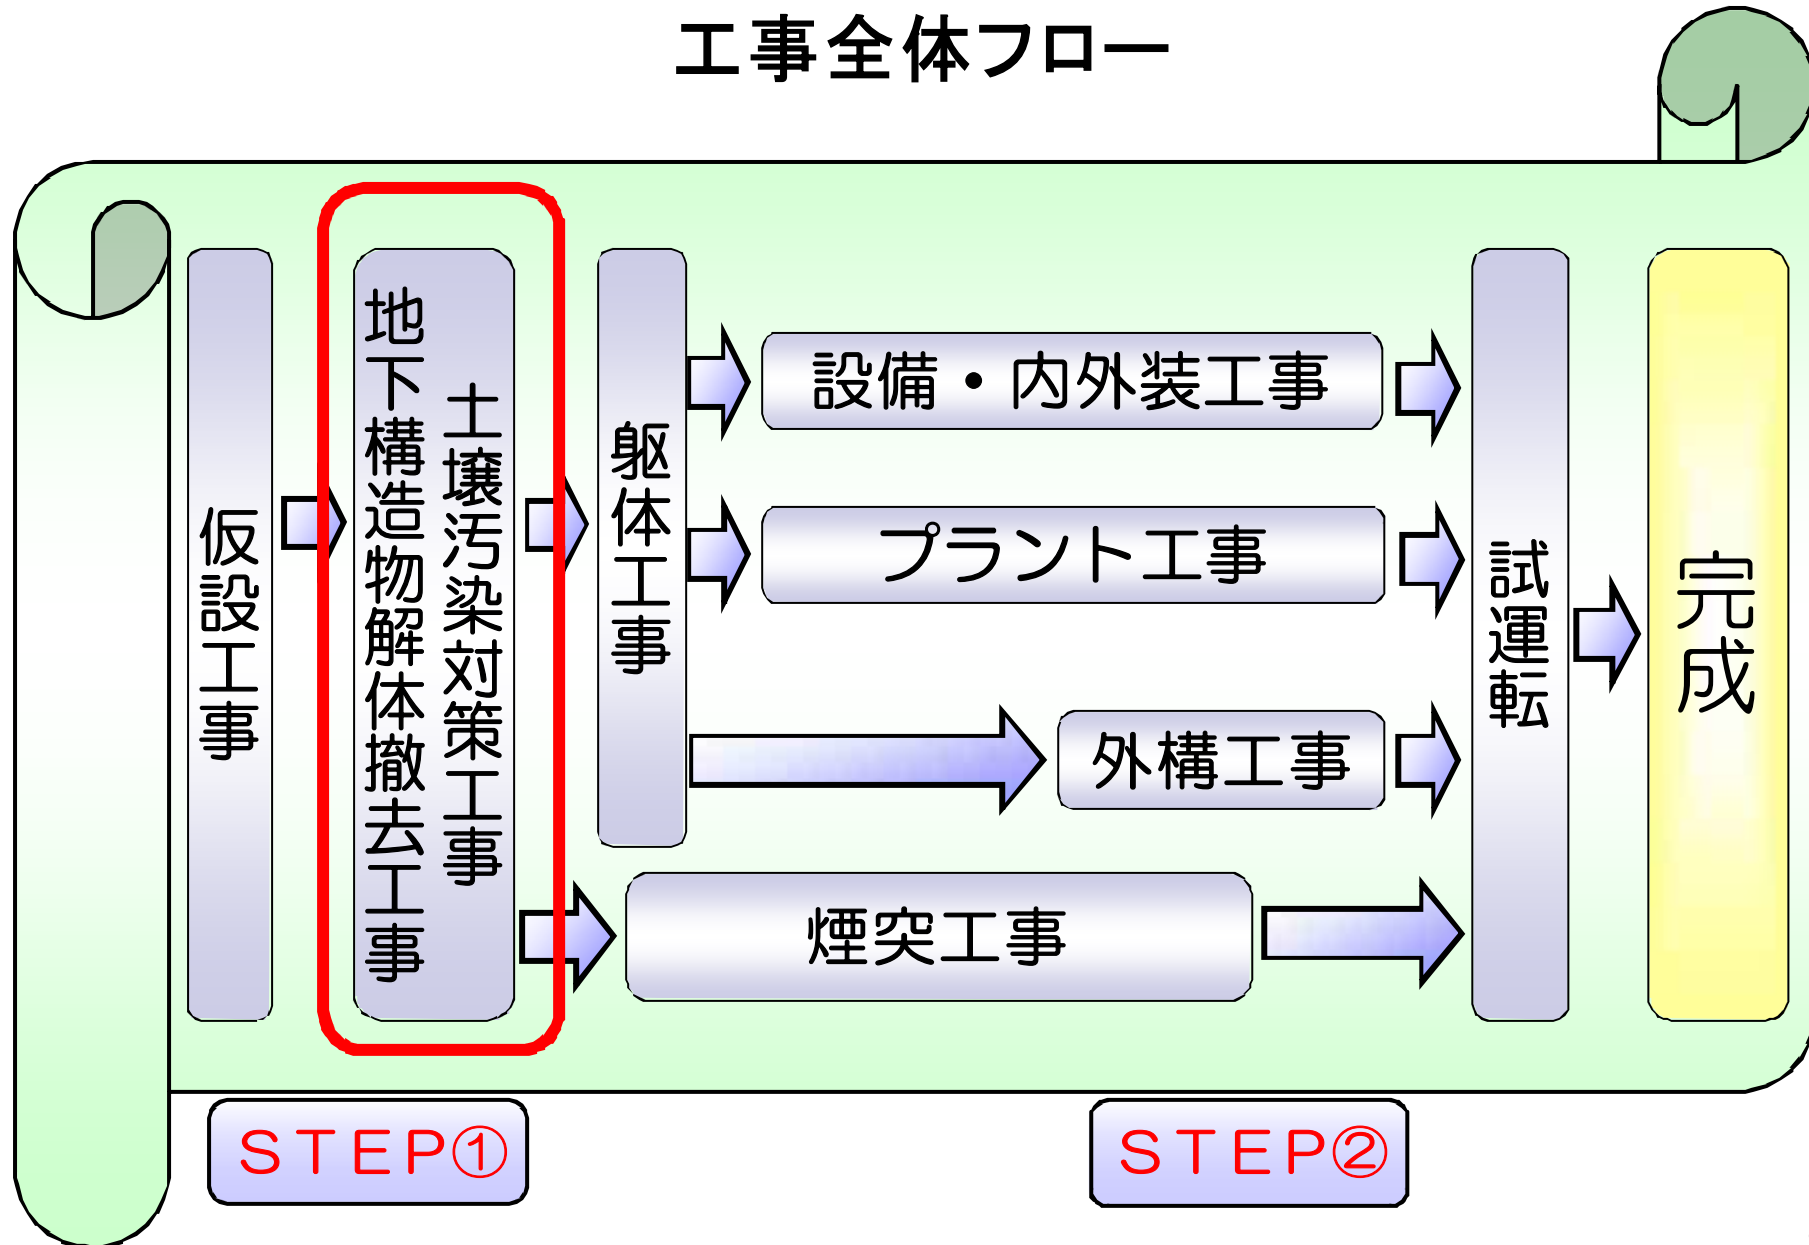 工事全体フロー
仮設工事
地下構造物解体撤去工事
土壌汚染対策工事
躯体工事
設備・内外装工事
プラント工事
外構工事
煙突工事
試運転
完成
STEP①
STEP②